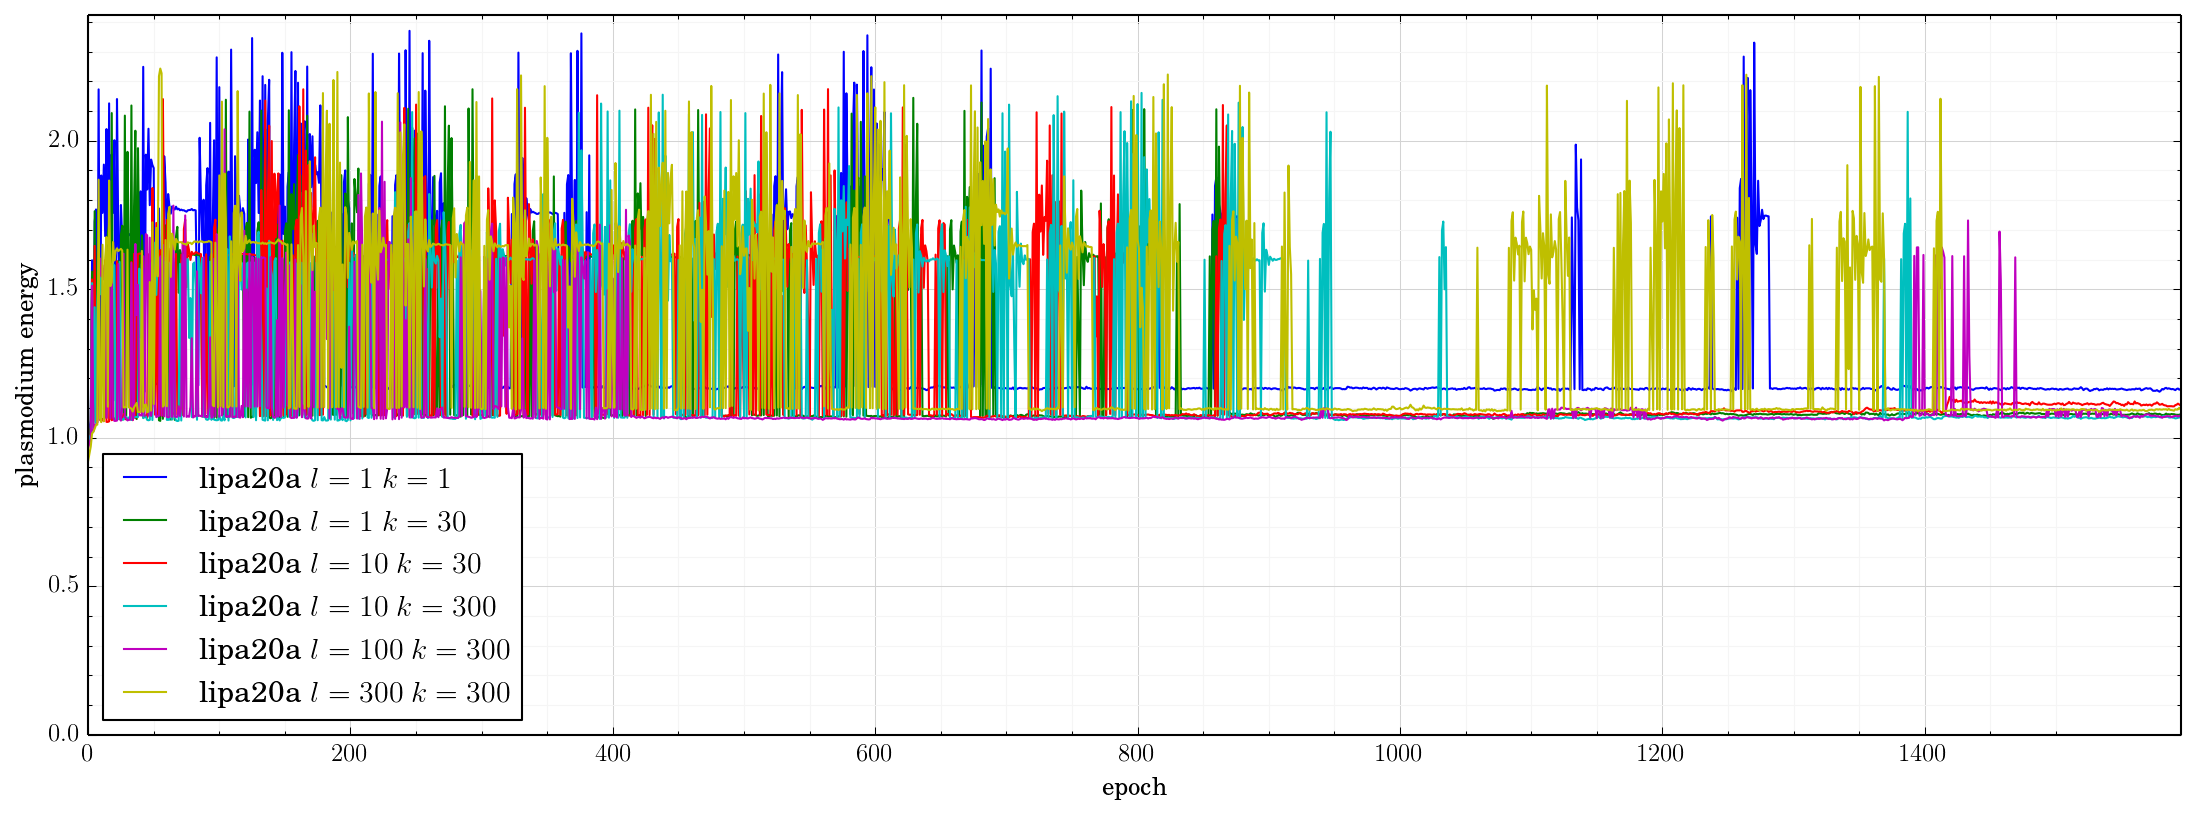 plasmodium energy
2.0
1.5
1.0
0.5
0.0
lipa20a l = 1 k = 1
lipa20a l = 1 k = 30
lipa20a l = 10 k = 30
lipa20a l = 10 k = 300
lipa20a l = 100 k = 300
lipa20a l = 300 k = 300
0 200 400 600 800 1000 1200 1400
epoch